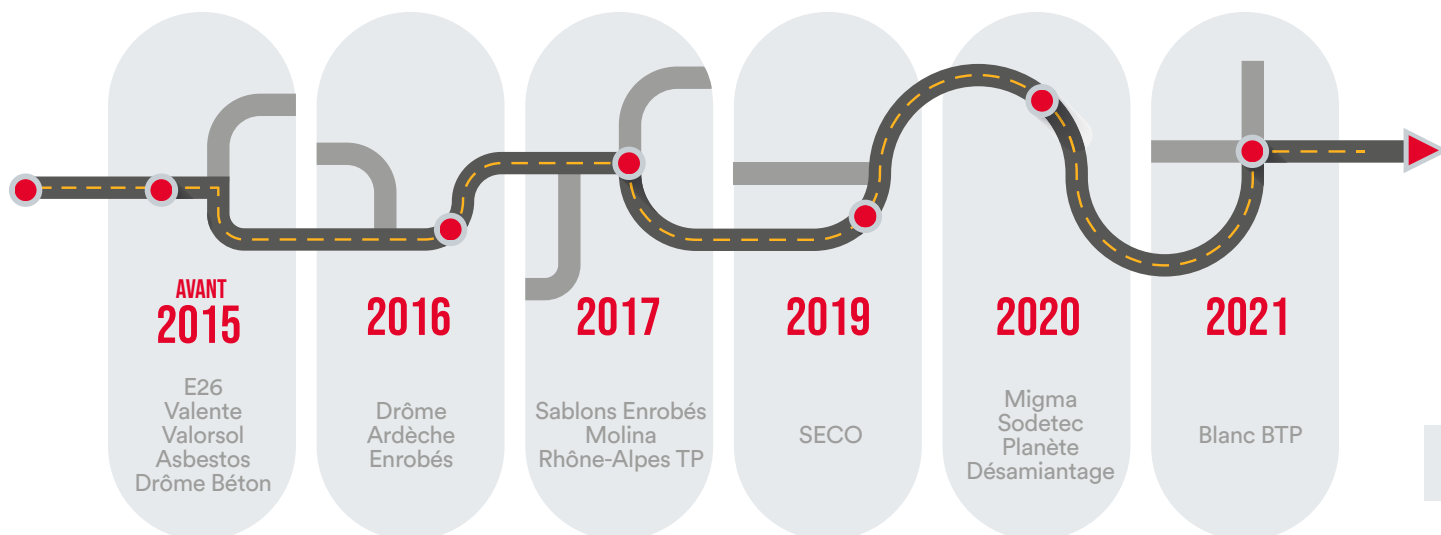 AVANT
2015
E26
Valente
Valorsol
Asbestos
Drôme Béton
2016
Drôme
Ardèche
Enrobés
2017
Sablons Enrobés
Molina
Rhône-Alpes TP
2019
SECO
2020
Migma
Sodetec
Planète
Désamiantage
2021
Blanc BTP